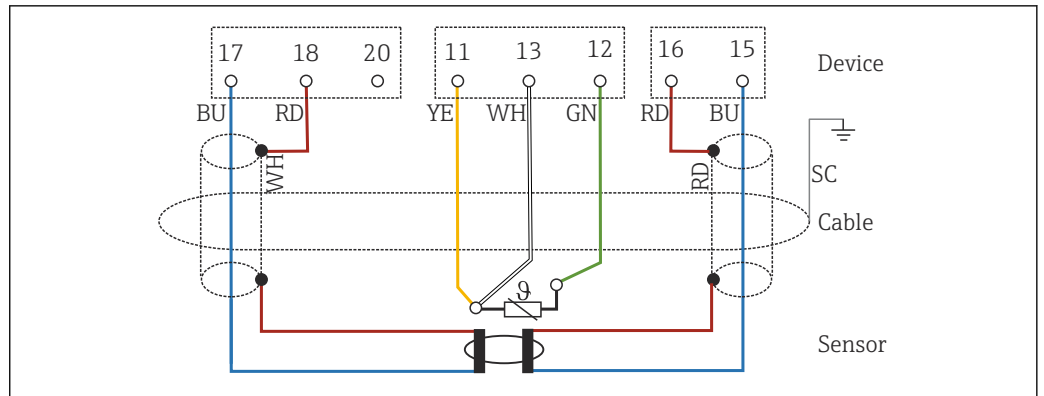 17 18 20 11 13 12 16 15
Device
BU RD YE WH GN RD BU
WH RD SC
Cable
ϑ
Sensor